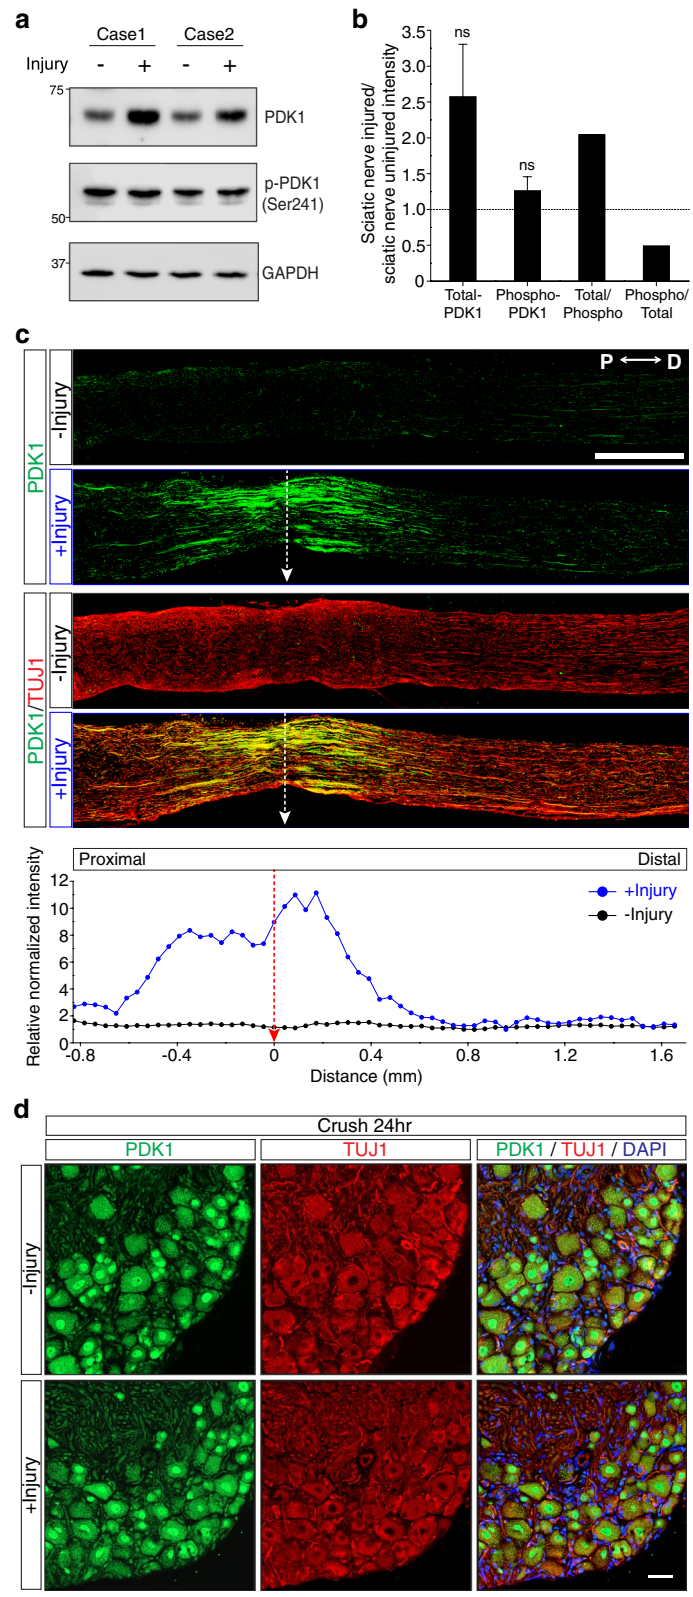 a
Case1 Case2
Injury - + - +
75
PDK1
p-PDK1
(Ser241)
50
37
GAPDH
b
Sciatic nerve injured/
sciatic nerve uninjured intensity
3.5
3.0
2.5
2.0
1.5
1.0
0.5
0
ns
ns
Total-
PDK1
Phospho-
PDK1
Total/
Phospho
Phospho/
Total
c
PDK1
-Injury
P D
+Injury
PDK1/TUJ1
-Injury
+Injury
Proximal Distal
Relative normalized intensity
12
10
8
6
4
2
0
+Injury
-Injury
-0.8 -0.4 0 0.4 0.8 1.2 1.6
Distance (mm)
d
Crush 24hr
PDK1 TUJ1 PDK1 / TUJ1 / DAPI
-Injury
+Injury